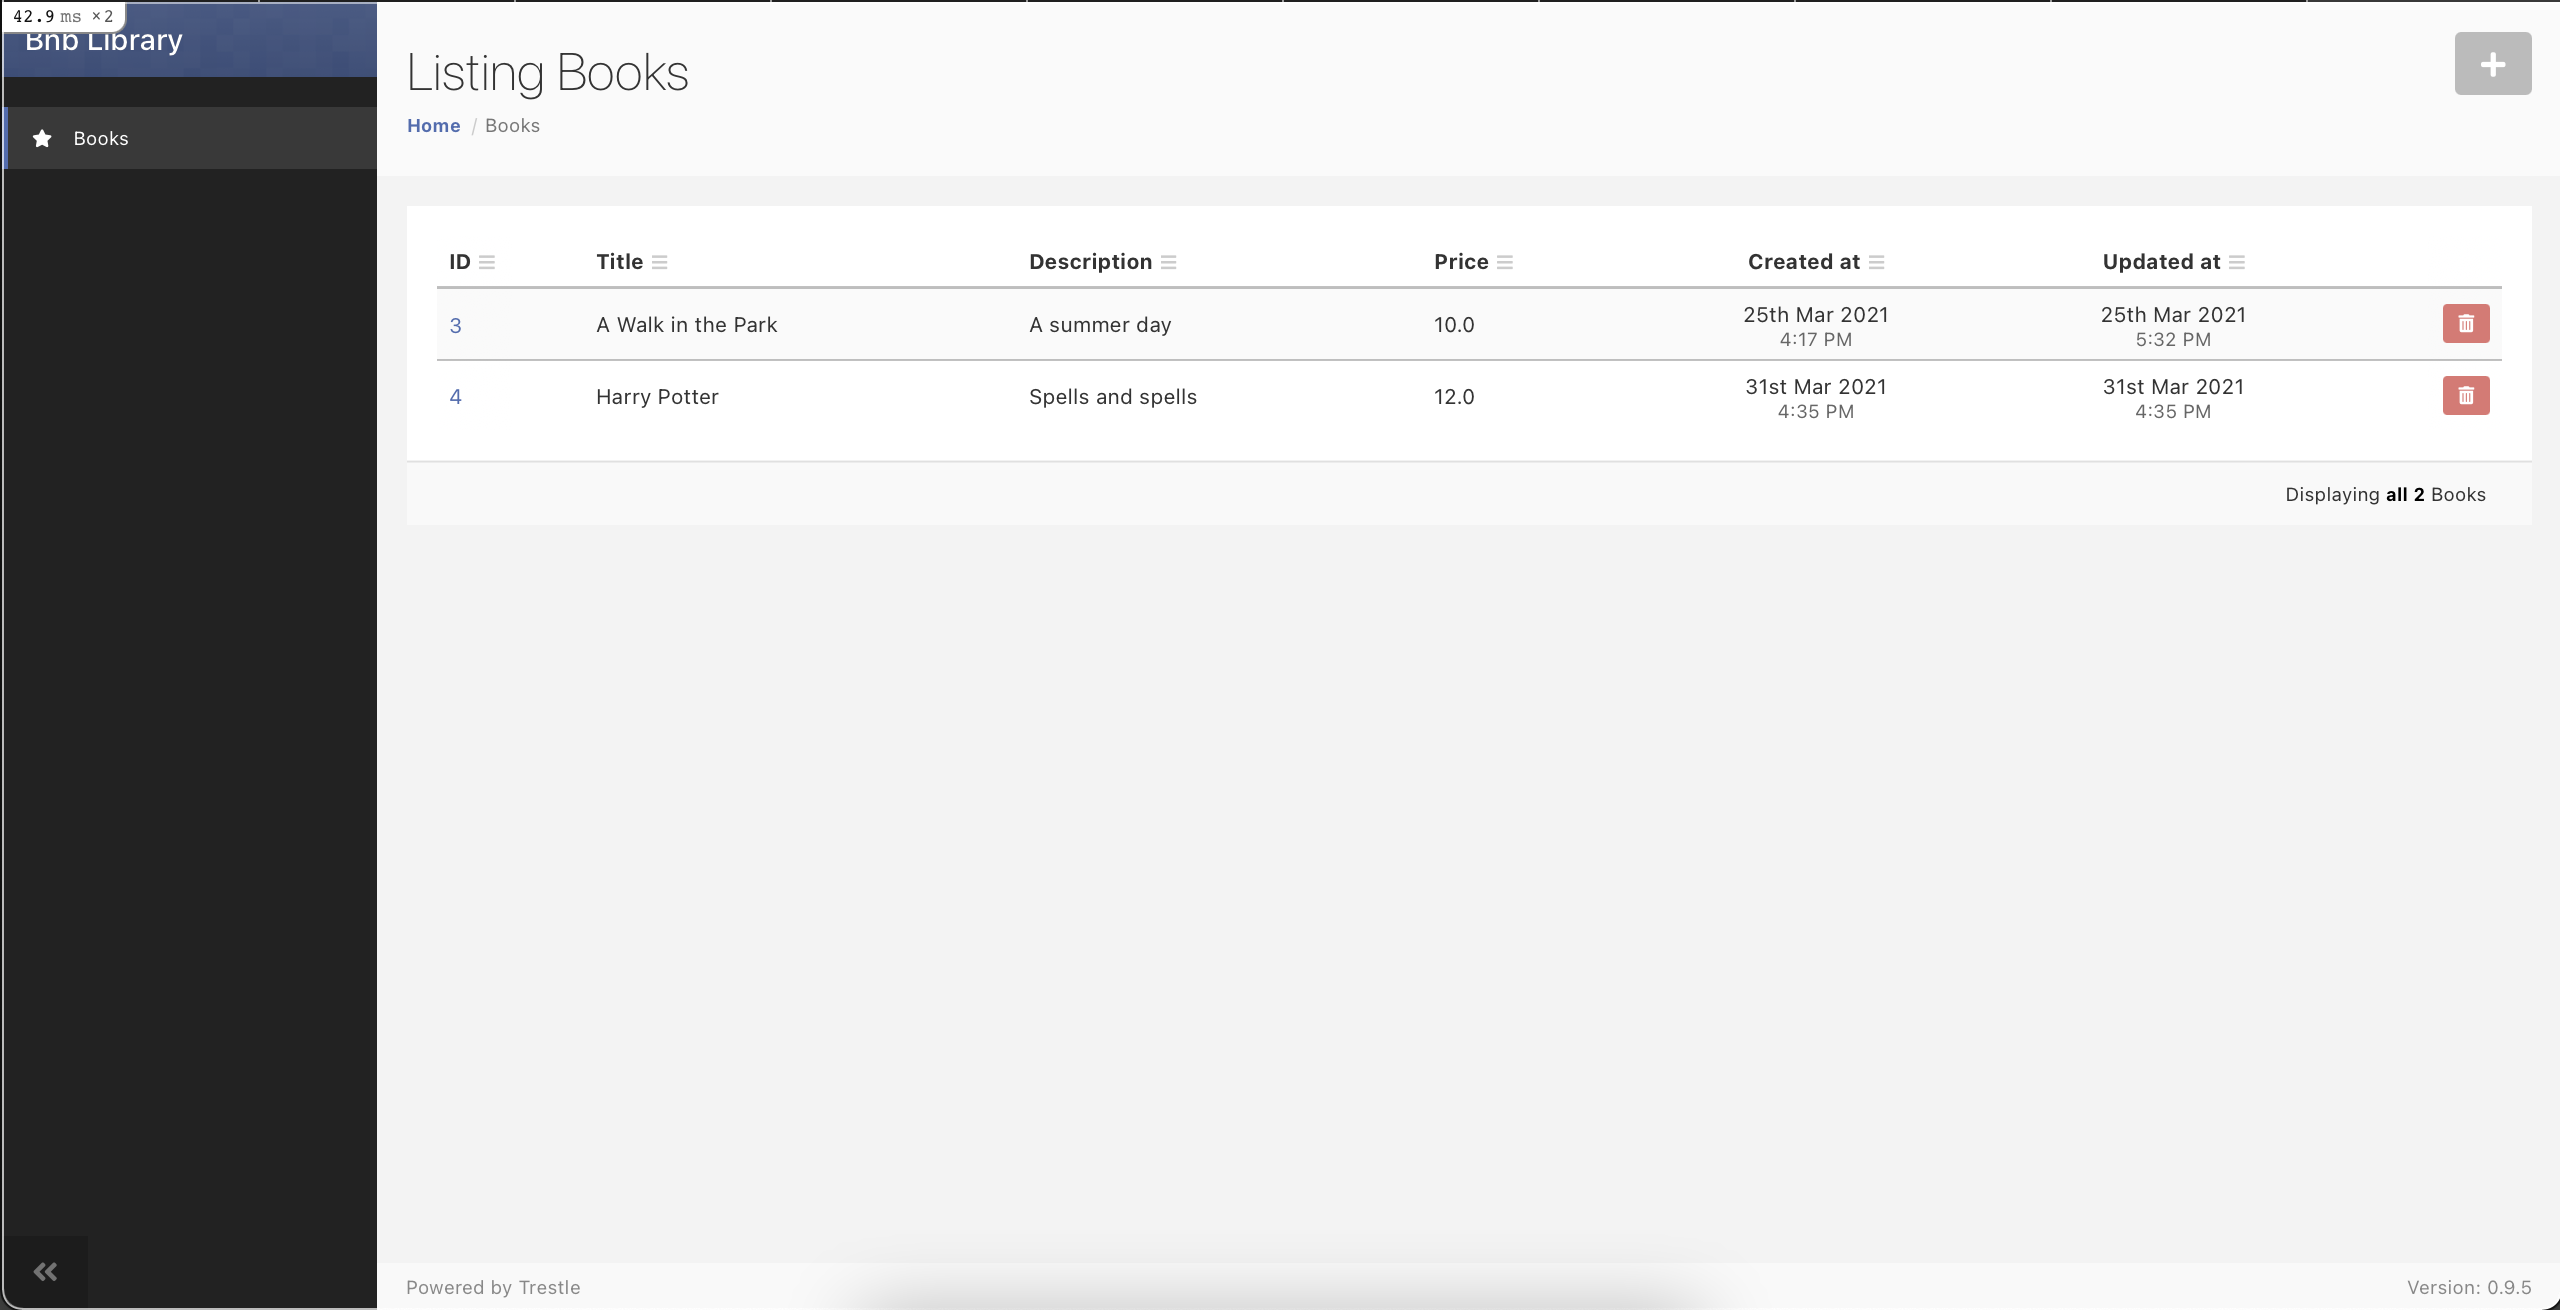 42.9 ms ×2
Bnb Library
Books
Listing Books
Home / Books
ID Title Description Price Created at Updated at
3 A Walk in the Park A summer day 10.0 25th Mar 2021 4:17 PM 25th Mar 2021 5:32 PM
4 Harry Potter Spells and spells 12.0 31st Mar 2021 4:35 PM 31st Mar 2021 4:35 PM
Displaying all 2 Books
Powered by Trestle
Version: 0.9.5